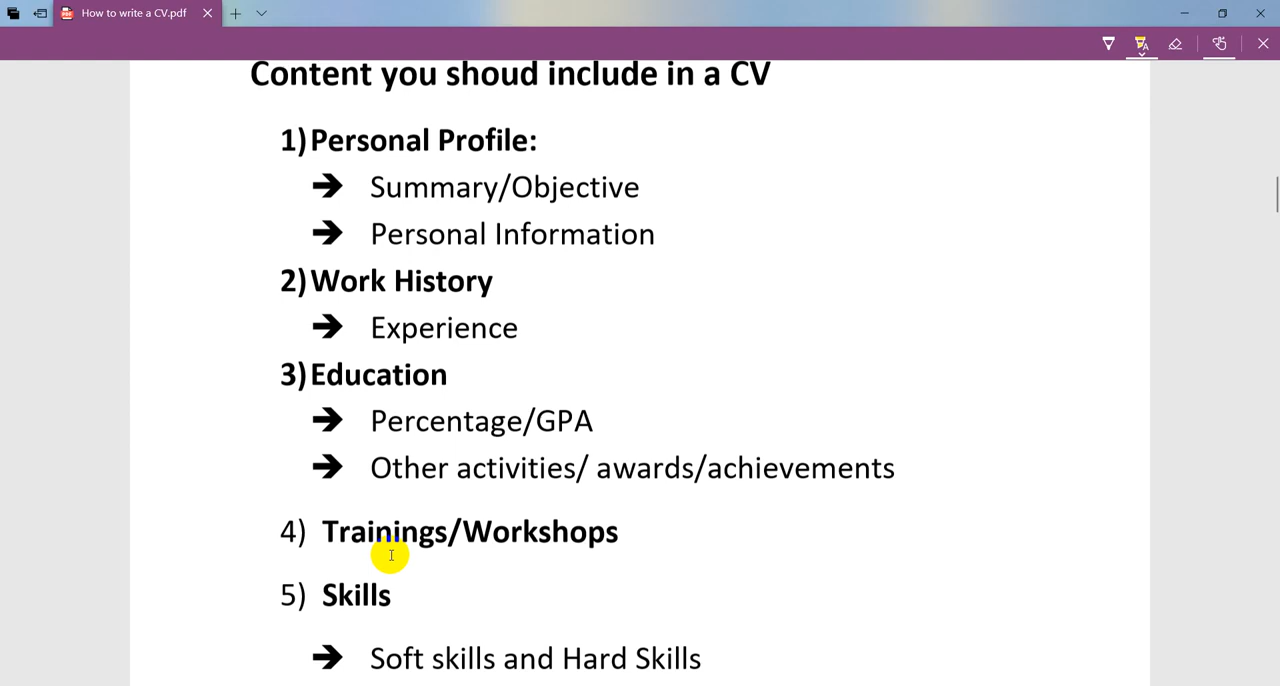 How to write a CV.pdf
Content you shoud include in a CV
1) Personal Profile:
➔ Summary/Objective
➔ Personal Information
2) Work History
➔ Experience
3) Education
➔ Percentage/GPA
➔ Other activities/ awards/achievements
4) Trainings/Workshops
5) Skills
➔ Soft skills and Hard Skills